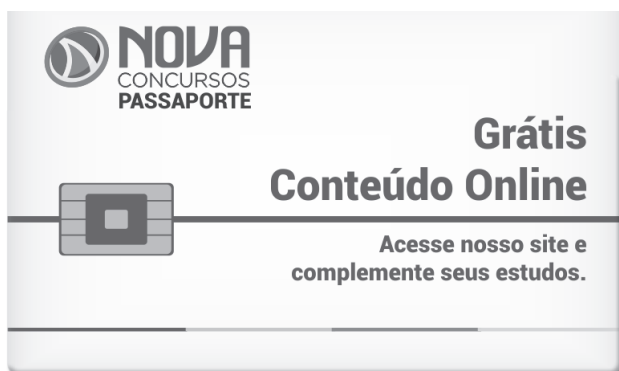 NOVA
CONCURSOS
PASSAPORTE
Grátis
Conteúdo Online
Acesse nosso site e
complemente seus estudos.